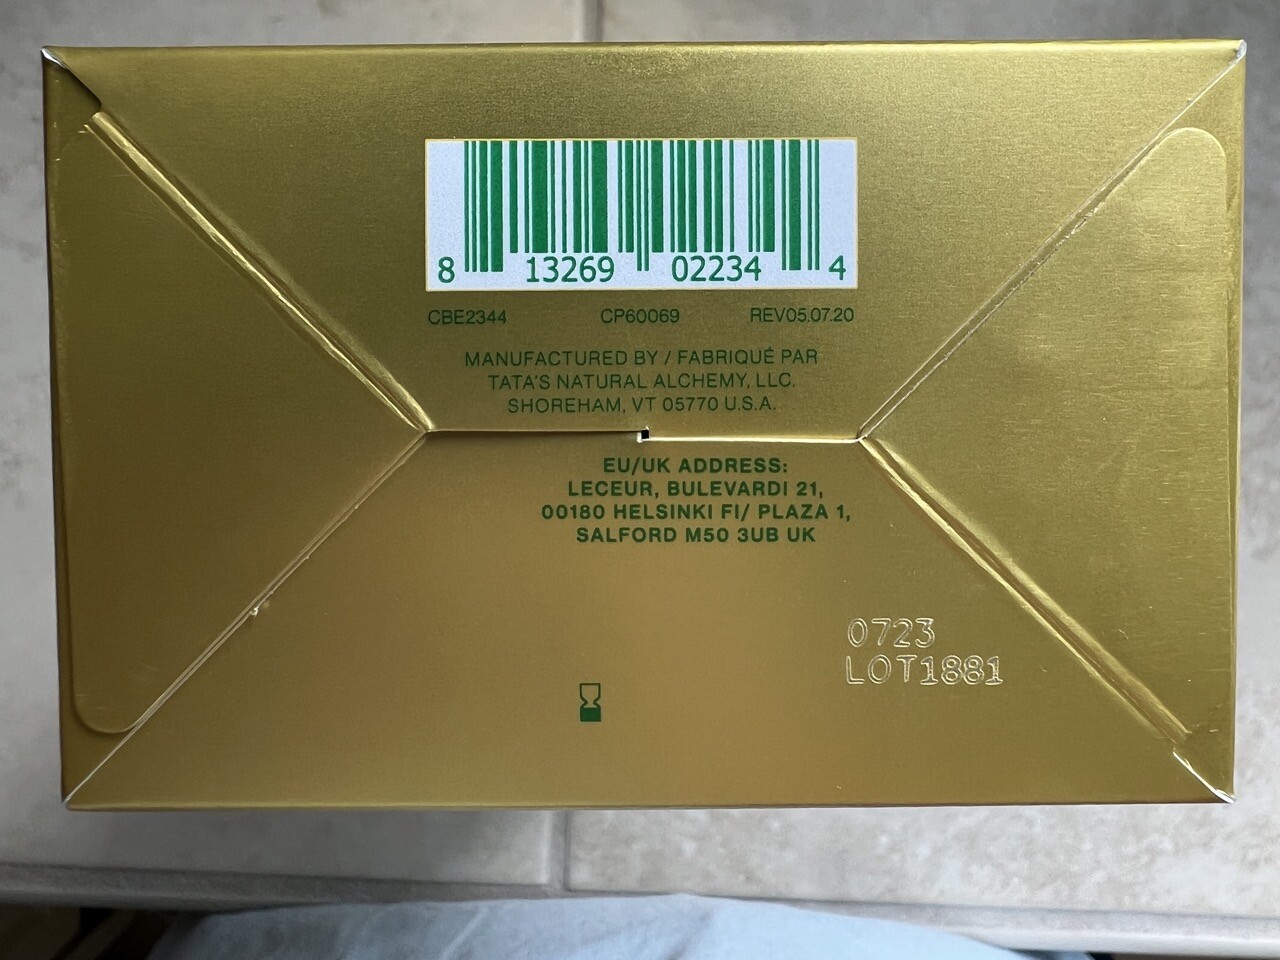 8 13269 02234 4
CBE2344 CP60069 REV05.07.20
MANUFACTURED BY / FABRIQUÉ PAR
TATA'S NATURAL ALCHEMY, LLC.
SHOREHAM, VT 05770 U.S.A.
EU/UK ADDRESS:
LECEUR, BULEVARDI 21,
00180 HELSINKI FI/ PLAZA 1,
SALFORD M50 3UB UK
0723
LOT1881